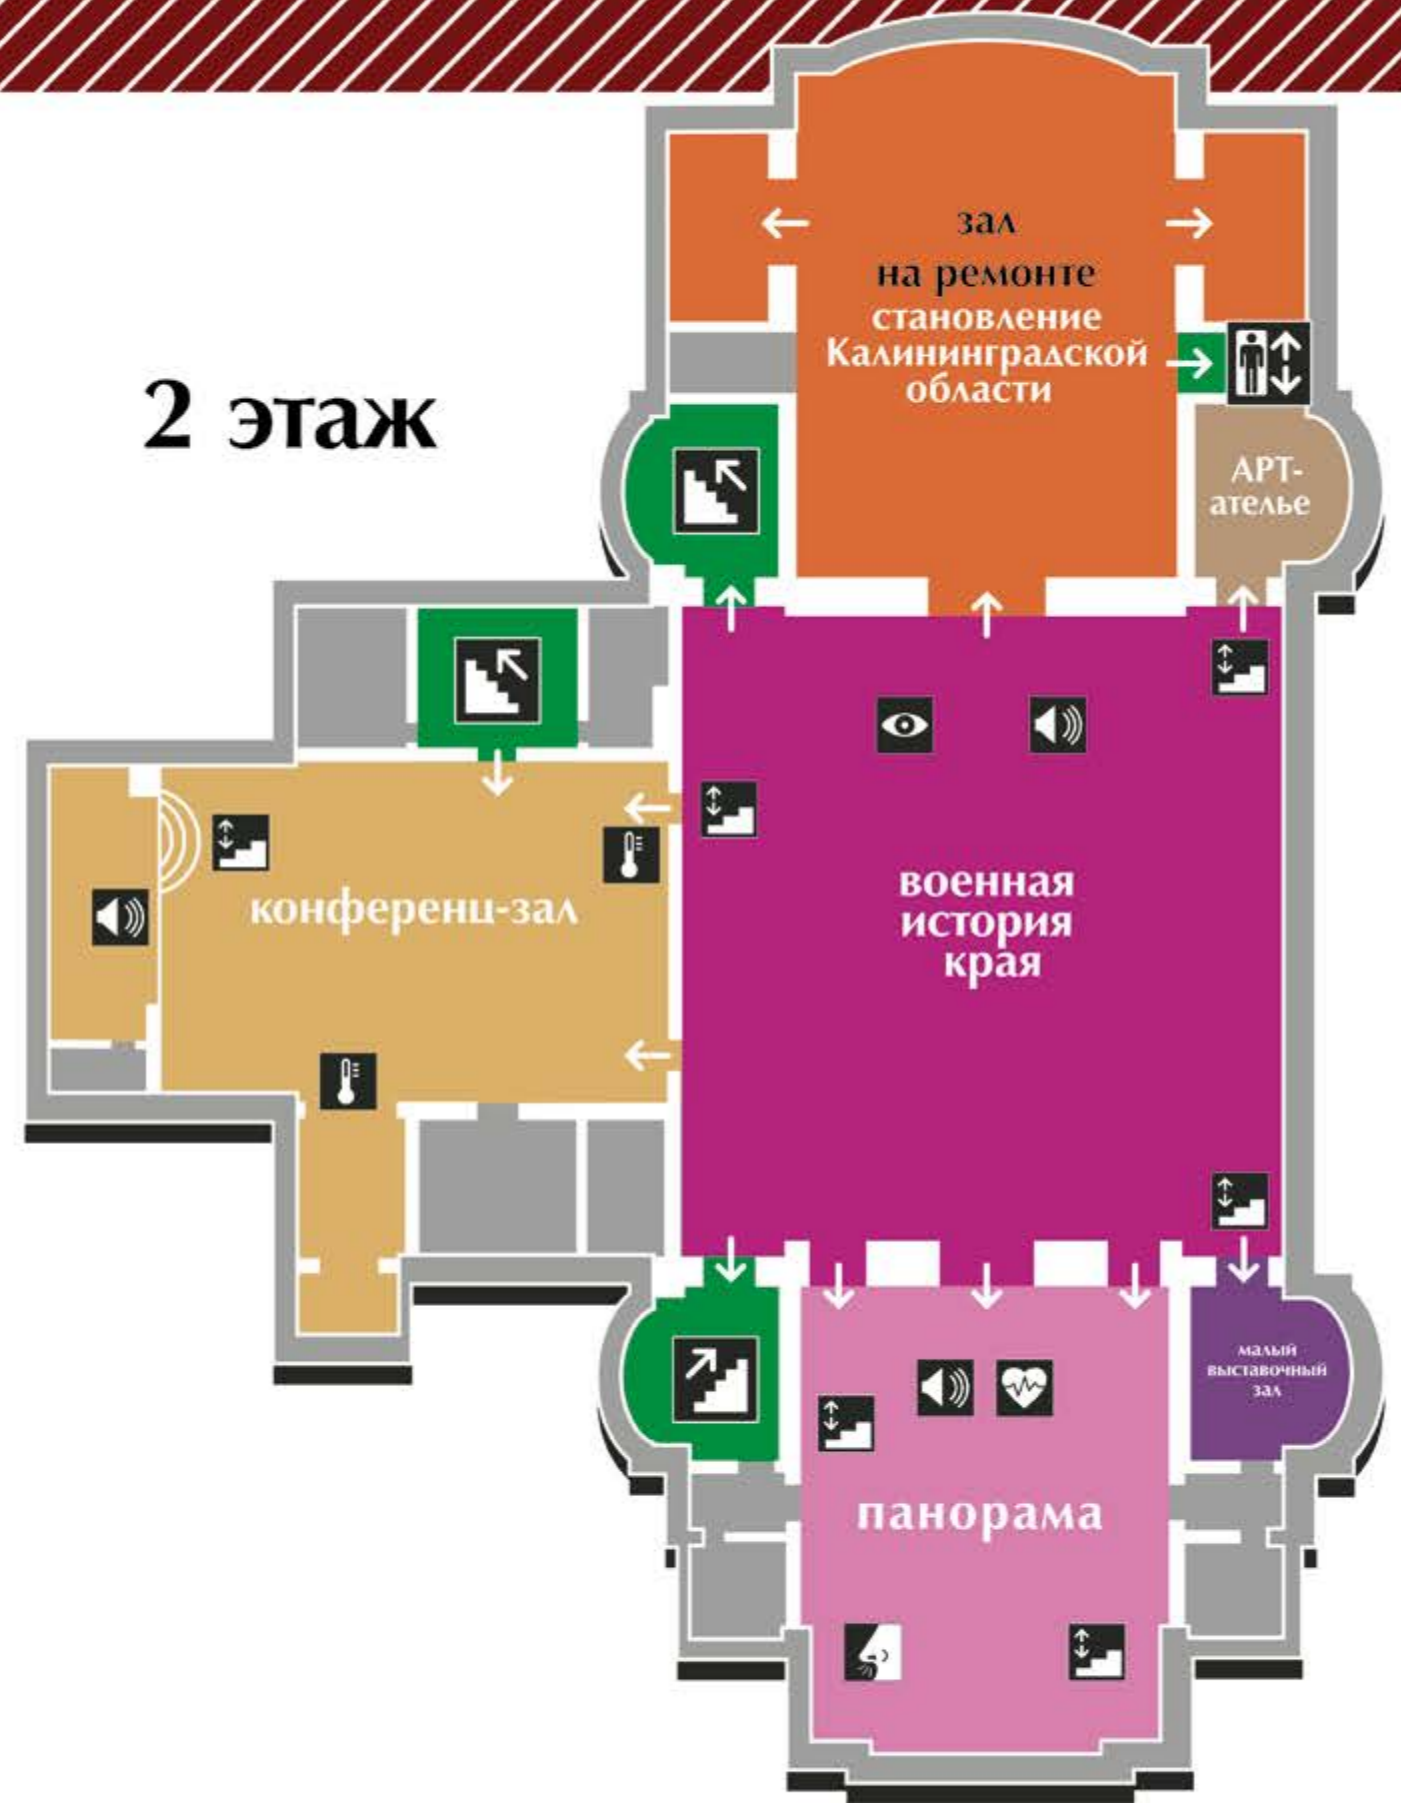 зал
на ремонте
становление
Калининградской
области
2 этаж
АРТ-
ателье
военная
история
края
конференц-зал
малый
выставочный
зал
панорама